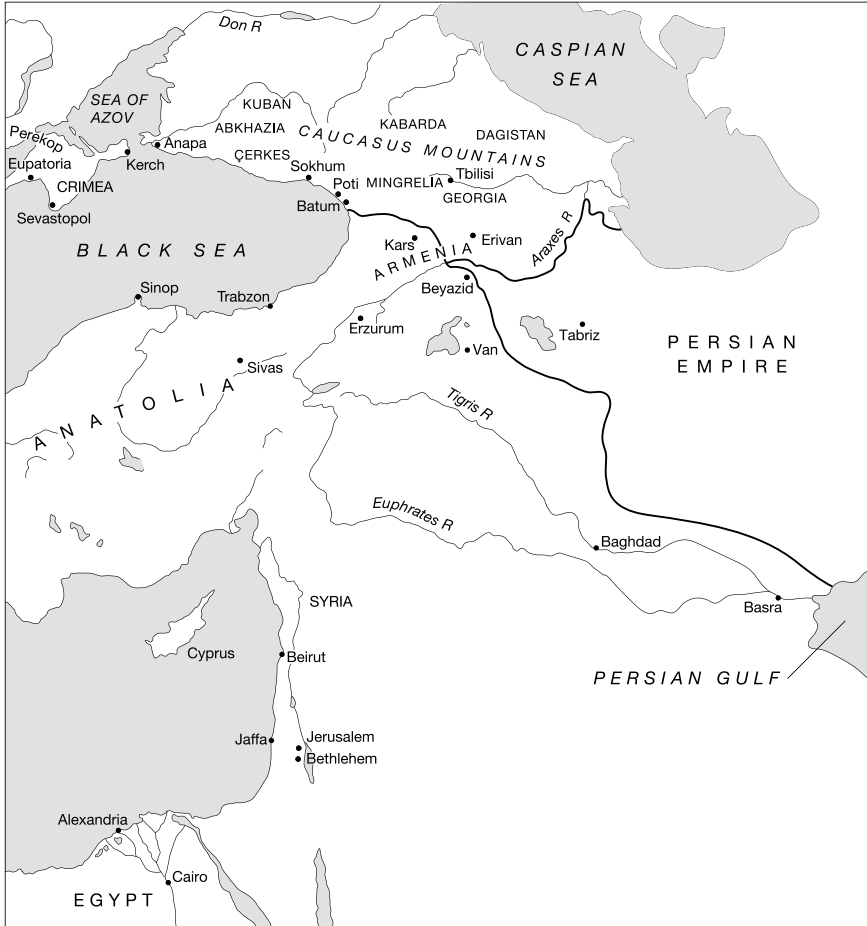 Don R
CASPIAN
SEA
SEA OF
AZOV
KUBAN
KABARDA
ABKHAZIA
DAGISTAN
Perekop
Anapa
CAUCASUS MOUNTAINS
Eupatoria
Kerch
ÇERKES
Sokhum
Tbilisi
CRIMEA
Poti
MINGRELIA
Sevastopol
Batum
GEORGIA
BLACK SEA
Kars
Erivan
Araxes R
ARMENIA
Beyazid
Sinop
Trabzon
Erzurum
Tabriz
PERSIAN
EMPIRE
Van
Sivas
ANATOLIA
Tigris R
Euphrates R
Baghdad
SYRIA
Basra
Cyprus
Beirut
PERSIAN GULF
Jaffa
Jerusalem
Bethlehem
Alexandria
Cairo
EGYPT